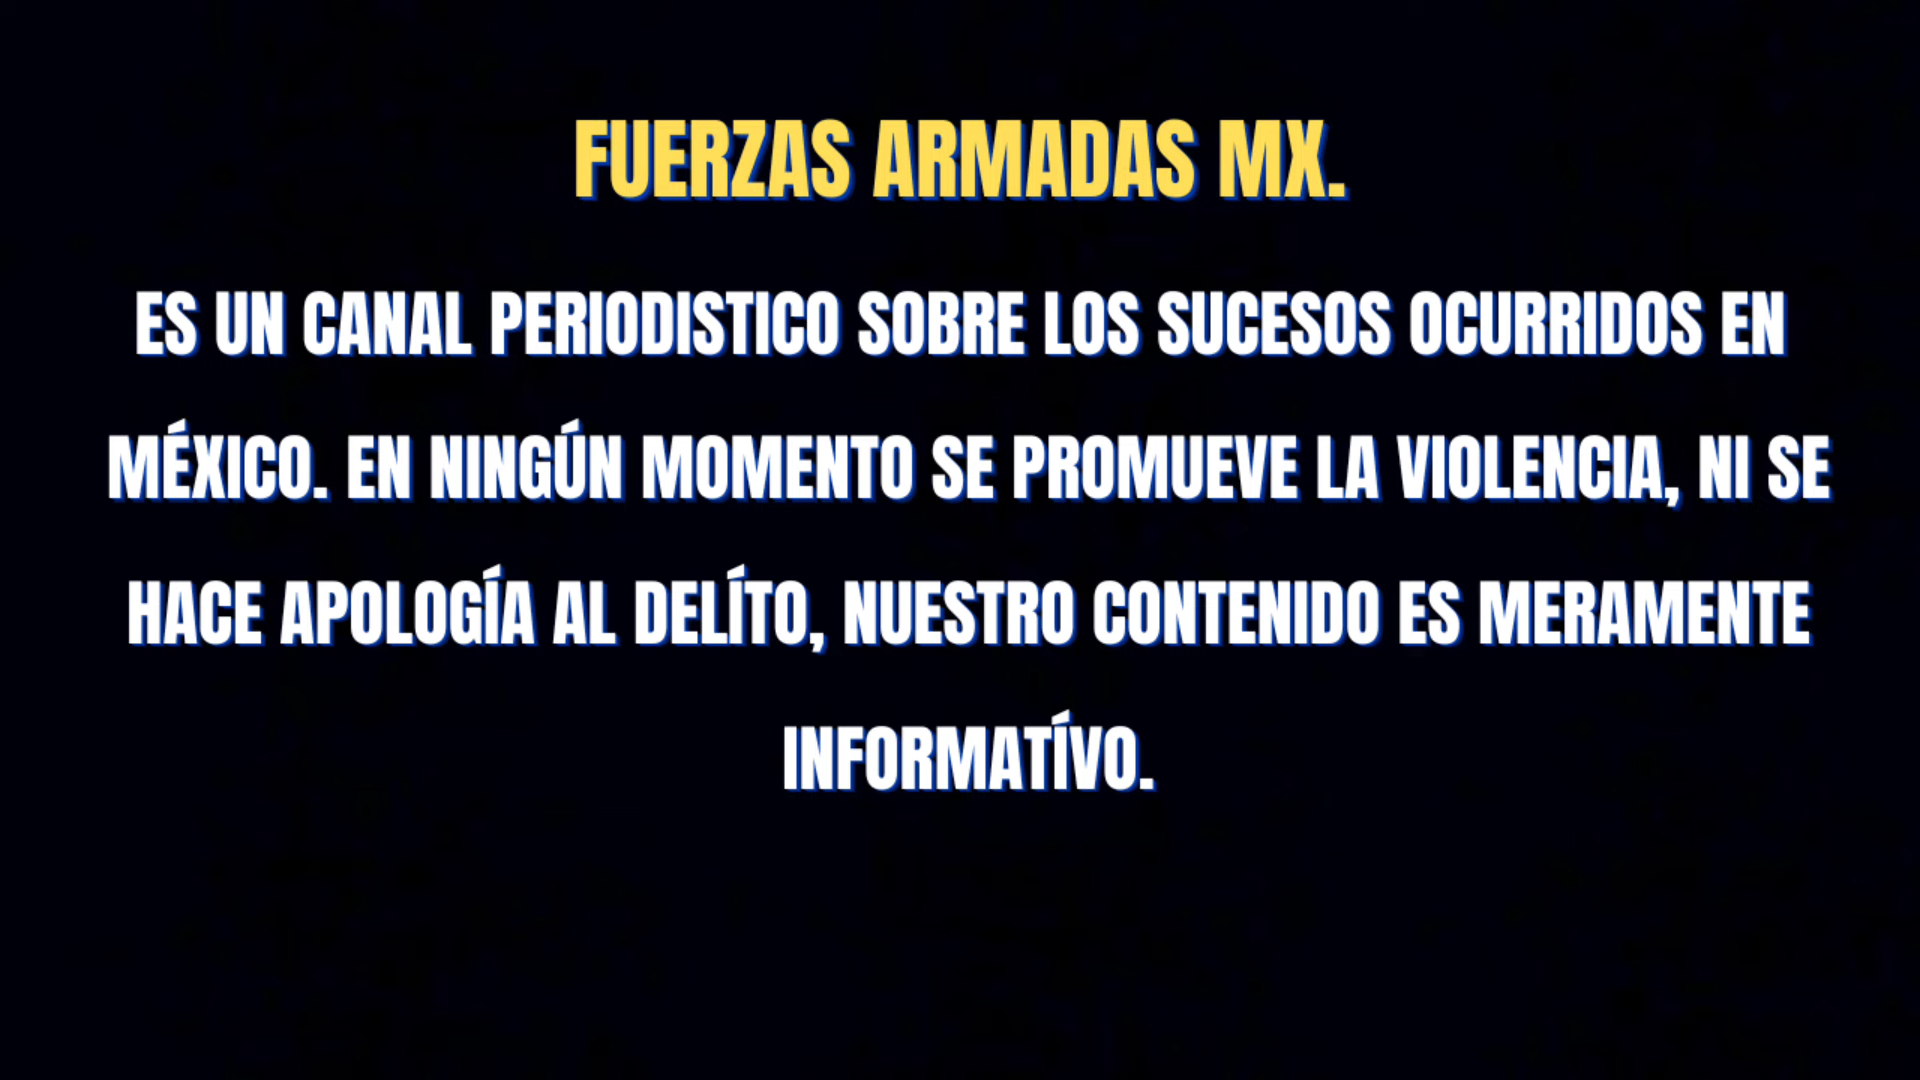 FUERZAS ARMADAS MX.
ES UN CANAL PERIODISTICO SOBRE LOS SUCESOS OCURRIDOS EN
MÉXICO. EN NINGÚN MOMENTO SE PROMUEVE LA VIOLENCIA, NI SE
HACE APOLOGÍA AL DELÍTO, NUESTRO CONTENIDO ES MERAMENTE
INFORMATÍVO.